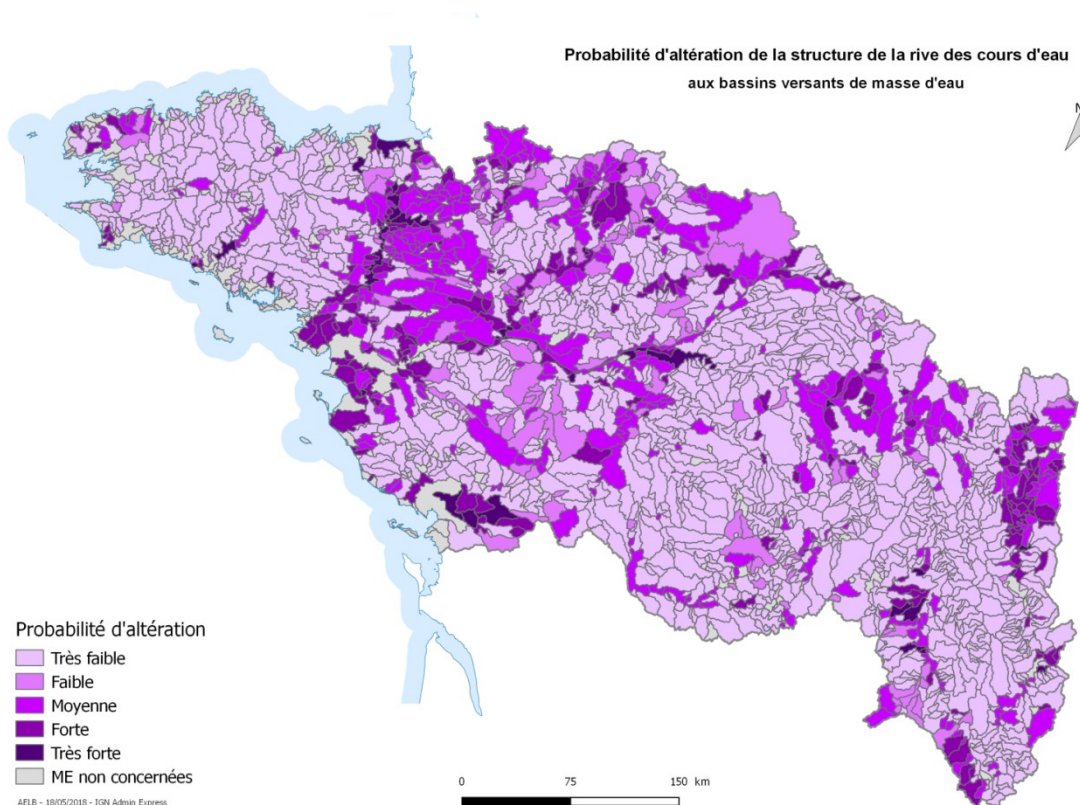 Probabilité d'altération de la structure de la rive des cours d'eau
aux bassins versants de masse d'eau
N
Probabilité d'altération
Très faible
Faible
Moyenne
Forte
Très forte
ME non concernées
0 75 150 km
AELB - 18/05/2018 - IGN Admin Express